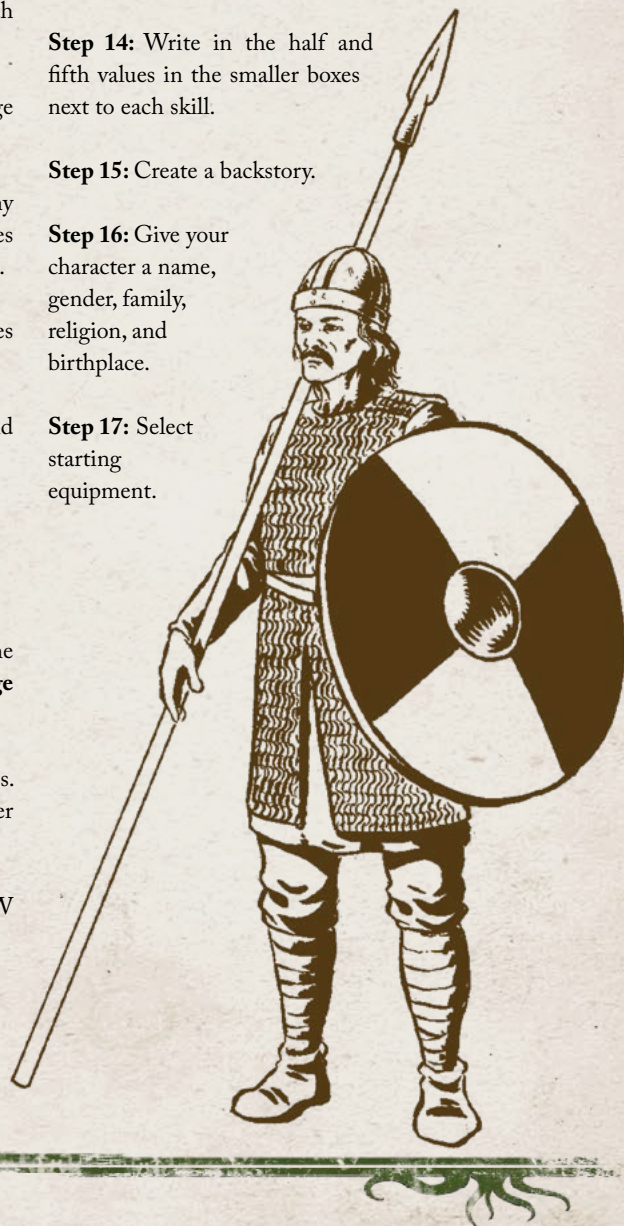 Step 14: Write in the half and
fifth values in the smaller boxes
next to each skill.
Step 15: Create a backstory.
Step 16: Give your
character a name,
gender, family,
religion, and
birthplace.
Step 17: Select
starting
equipment.